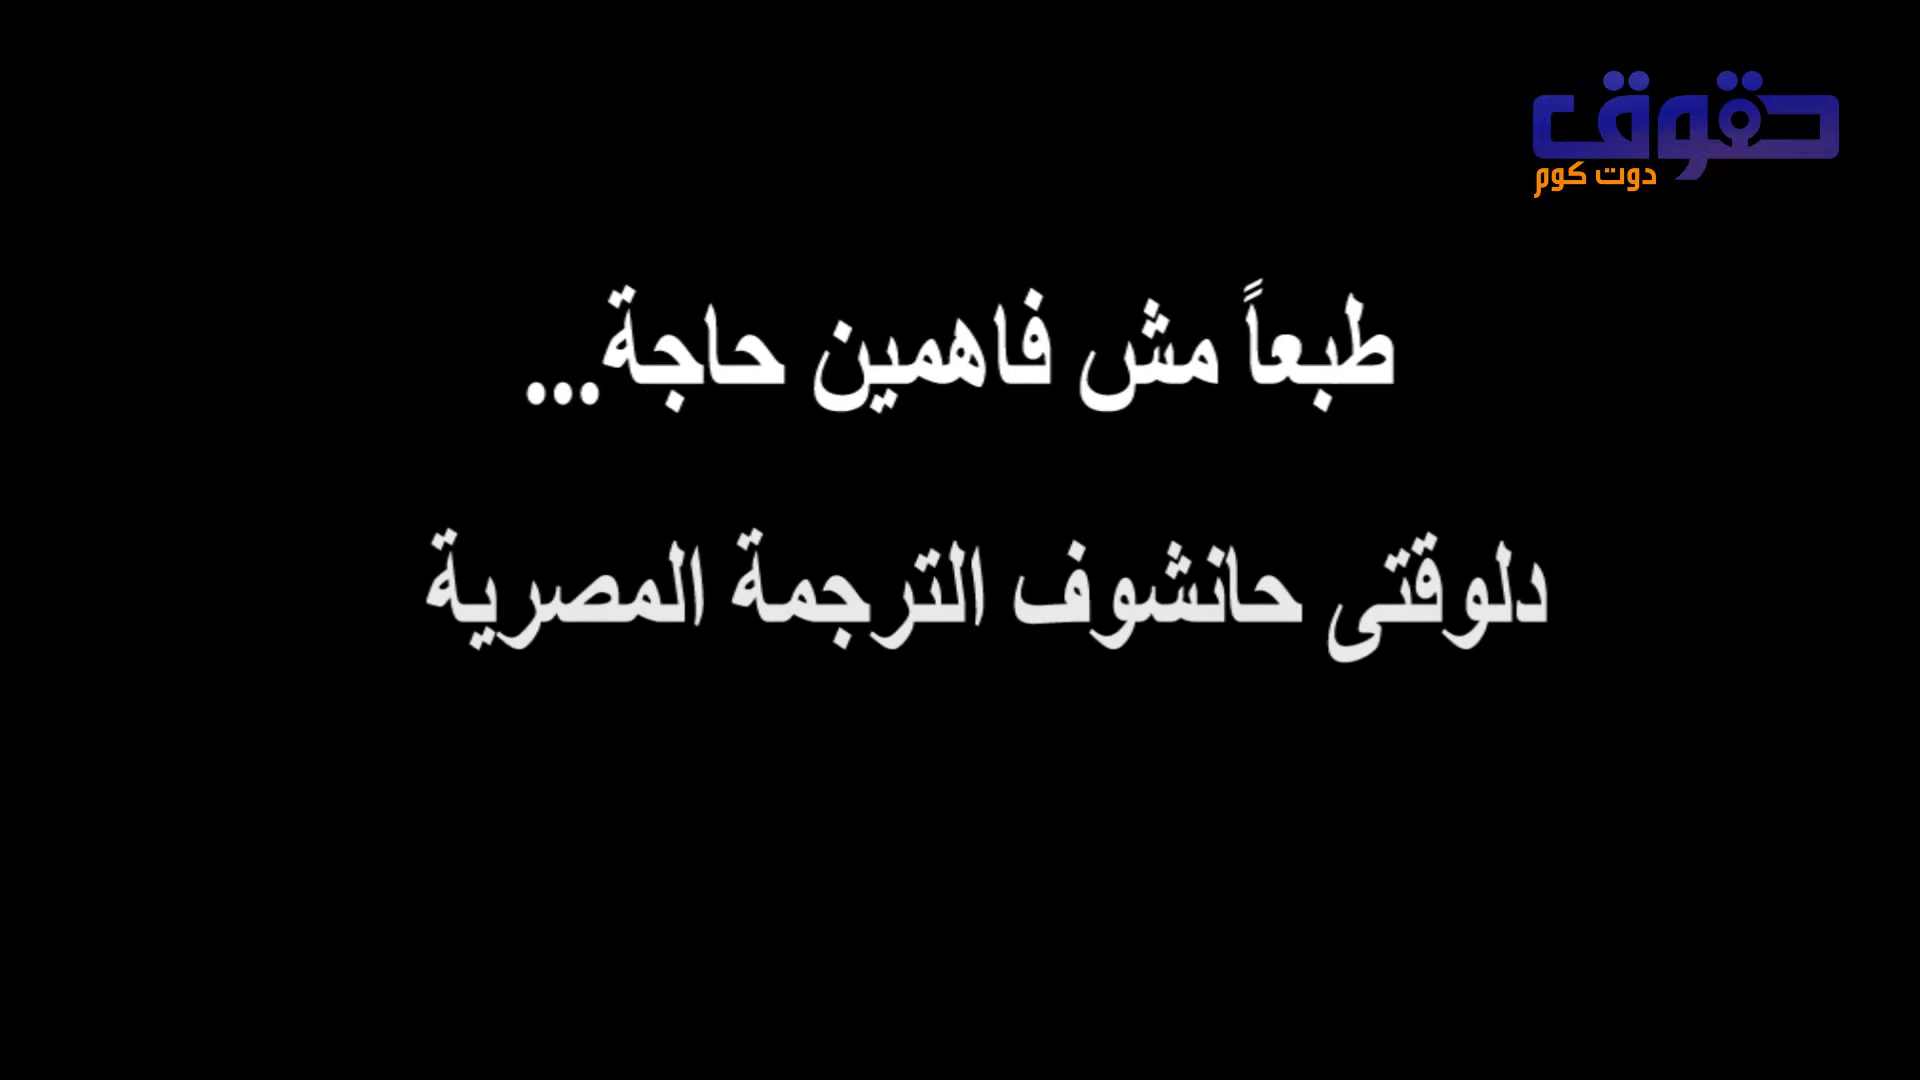 حقوق
دوت كوم
طبعاً مش فاهمين حاجة...
دلوقتى حانشوف الترجمة المصرية